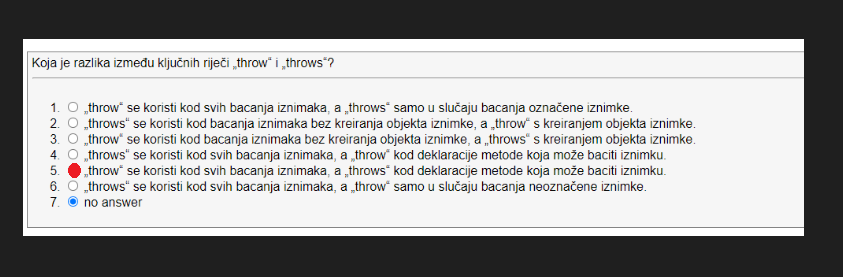 Koja je razlika između ključnih riječi „throw“ i „throws“?
1. „throw“ se koristi kod svih bacanja iznimaka, a „throws“ samo u slučaju bacanja označene iznimke.
2. „throws“ se koristi kod bacanja iznimaka bez kreiranja objekta iznimke, a „throw“ s kreiranjem objekta iznimke.
3. „throw“ se koristi kod bacanja iznimaka bez kreiranja objekta iznimke, a „throws“ s kreiranjem objekta iznimke.
4. „throws“ se koristi kod svih bacanja iznimaka, a „throw“ kod deklaracije metode koja može baciti iznimku.
5. „throw“ se koristi kod svih bacanja iznimaka, a „throws“ kod deklaracije metode koja može baciti iznimku.
6. „throws“ se koristi kod svih bacanja iznimaka, a „throw“ samo u slučaju bacanja neoznačene iznimke.
7. no answer